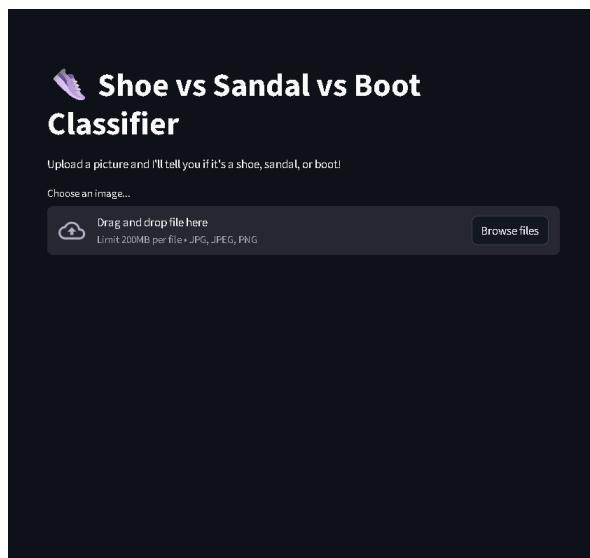 Shoe vs Sandal vs Boot
Classifier
Upload a picture and I'll tell you if it's a shoe, sandal, or boot!
Choose an image...
Drag and drop file here
Limit 200MB per file • JPG, JPEG, PNG
Browse files